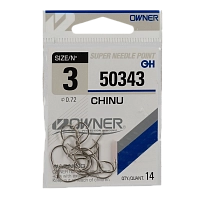 OWNER
SIZE/N°
SUPER NEEDLE POINT
3
50343
GH
∅ 0.72
CHINU
OWNER
QTY/QUANT. 14